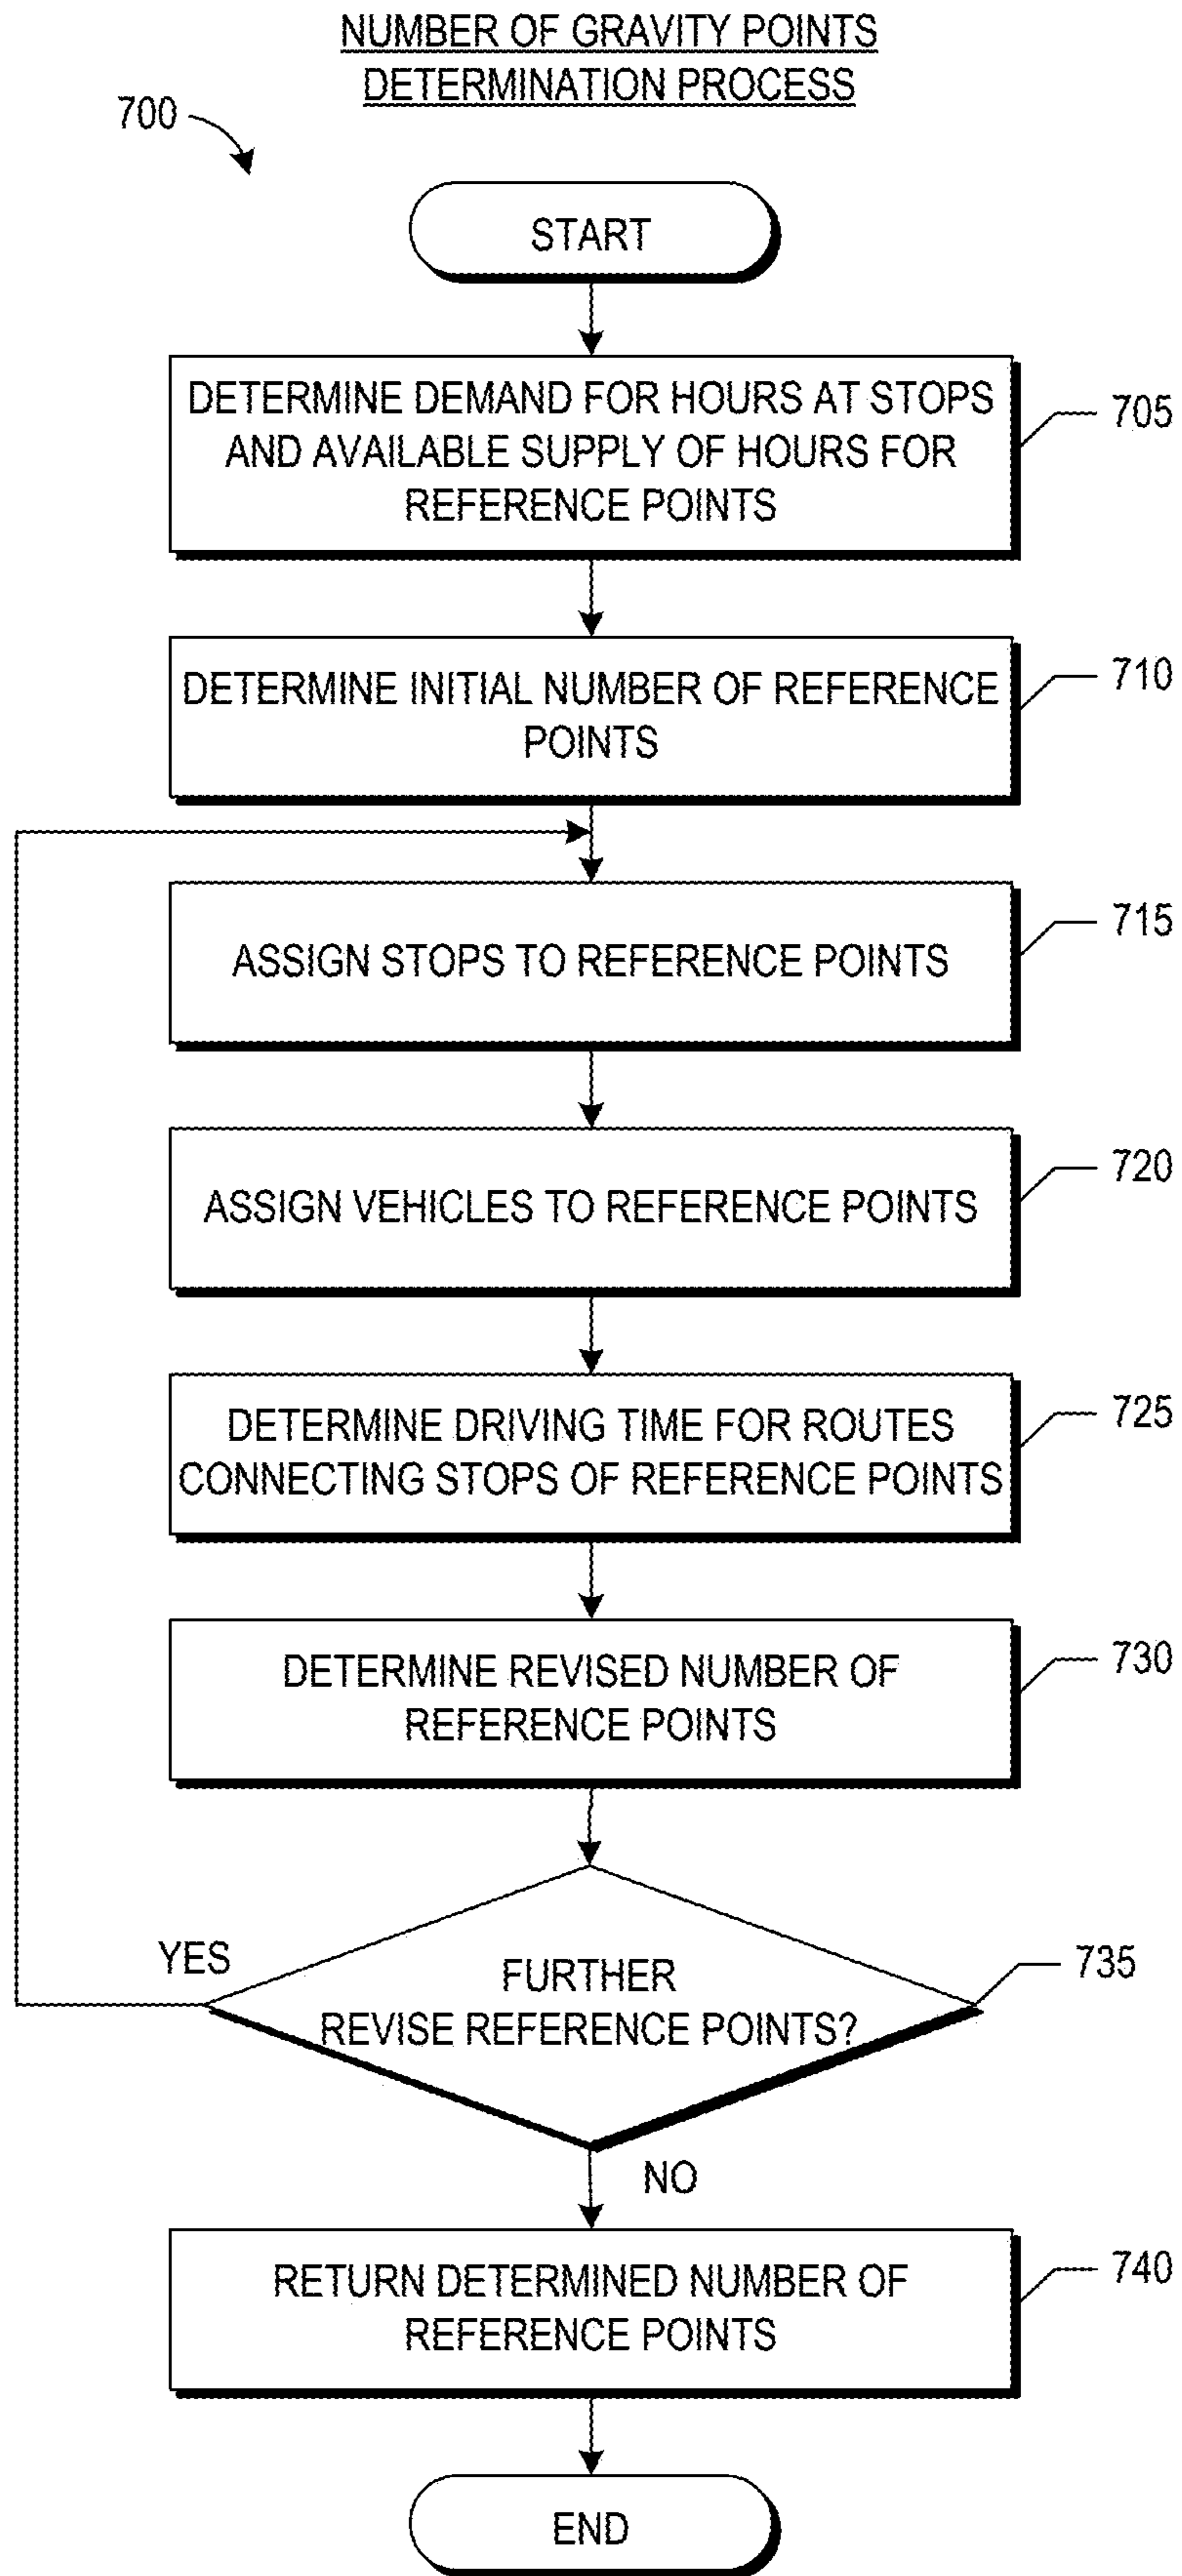 NUMBER OF GRAVITY POINTS
DETERMINATION PROCESS
700
START
DETERMINE DEMAND FOR HOURS AT STOPS
AND AVAILABLE SUPPLY OF HOURS FOR
REFERENCE POINTS
705
DETERMINE INITIAL NUMBER OF REFERENCE
POINTS
710
ASSIGN STOPS TO REFERENCE POINTS
715
ASSIGN VEHICLES TO REFERENCE POINTS
720
DETERMINE DRIVING TIME FOR ROUTES
CONNECTING STOPS OF REFERENCE POINTS
725
DETERMINE REVISED NUMBER OF
REFERENCE POINTS
730
YES
FURTHER
REVISE REFERENCE POINTS?
735
NO
RETURN DETERMINED NUMBER OF
REFERENCE POINTS
740
END